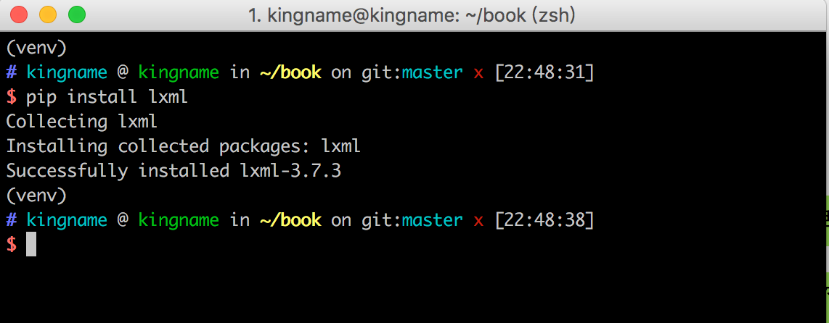 1. kingname@kingname: ~/book (zsh)
(venv)
# kingname @ kingname in ~/book on git:master x [22:48:31]
$ pip install lxml
Collecting lxml
Installing collected packages: lxml
Successfully installed lxml-3.7.3
(venv)
# kingname @ kingname in ~/book on git:master x [22:48:38]
$